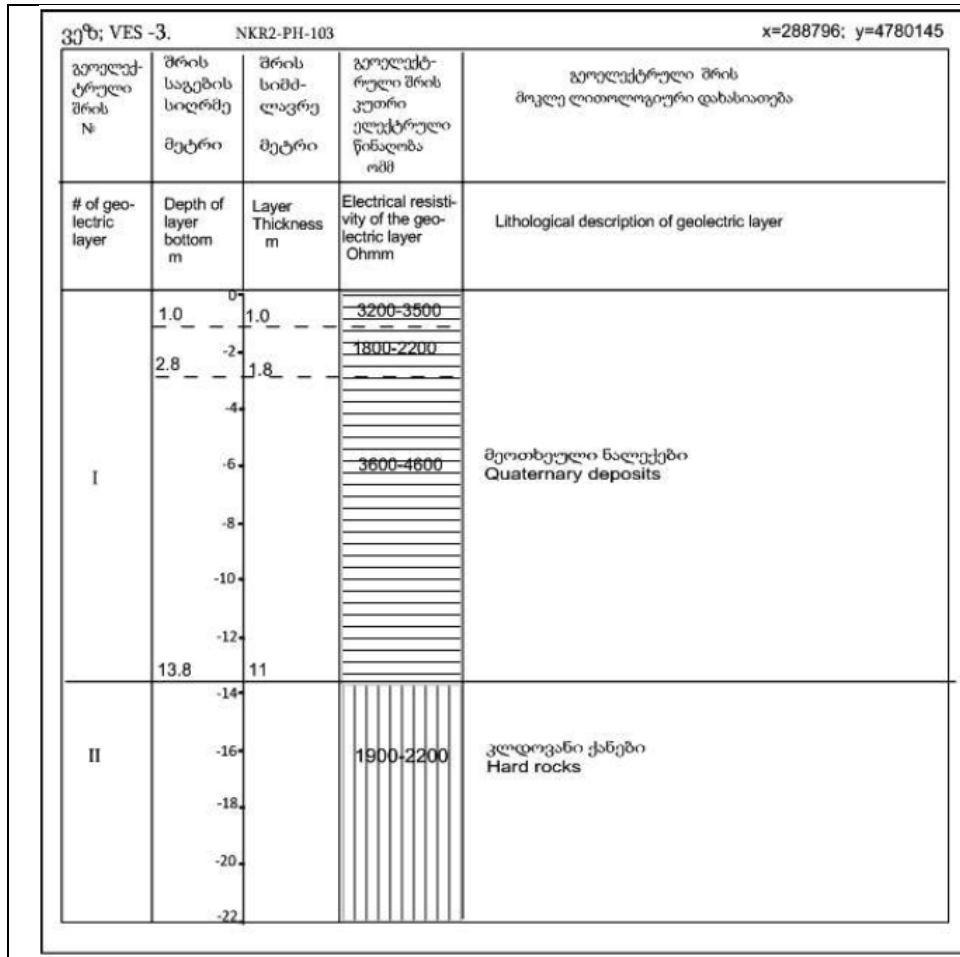 ვეზ; VES -3. NKR2-PH-103 x=288796; y=4780145
გეოელექ-
ტრული
შრის
№
შრის
საგების
სიღრმე
მეტრი
შრის
სიმძ-
ლავრე
მეტრი
გეოელექტ-
რული შრის
კუთრი
ელექტრული
წინაღობა
ომმ
გეოელექტრული შრის
მოკლე ლითოლოგიური დახასიათება
# of geo-
lectric
layer
Depth of
layer
bottom
m
Layer
Thickness
m
Electrical resisti-
vity of the geo-
lectric layer
Ohmm
Lithological description of geolectric layer
0
1.0 1.0 3200-3500
-2 1800-2200
2.8 1.8
-4
-6 3600-4600
I
მეოთხეული ნალექები
Quaternary deposits
-8
-10
-12
13.8 11
-14
II -16 1900-2200
კლდოვანი ქანები
Hard rocks
-18
-20
-22